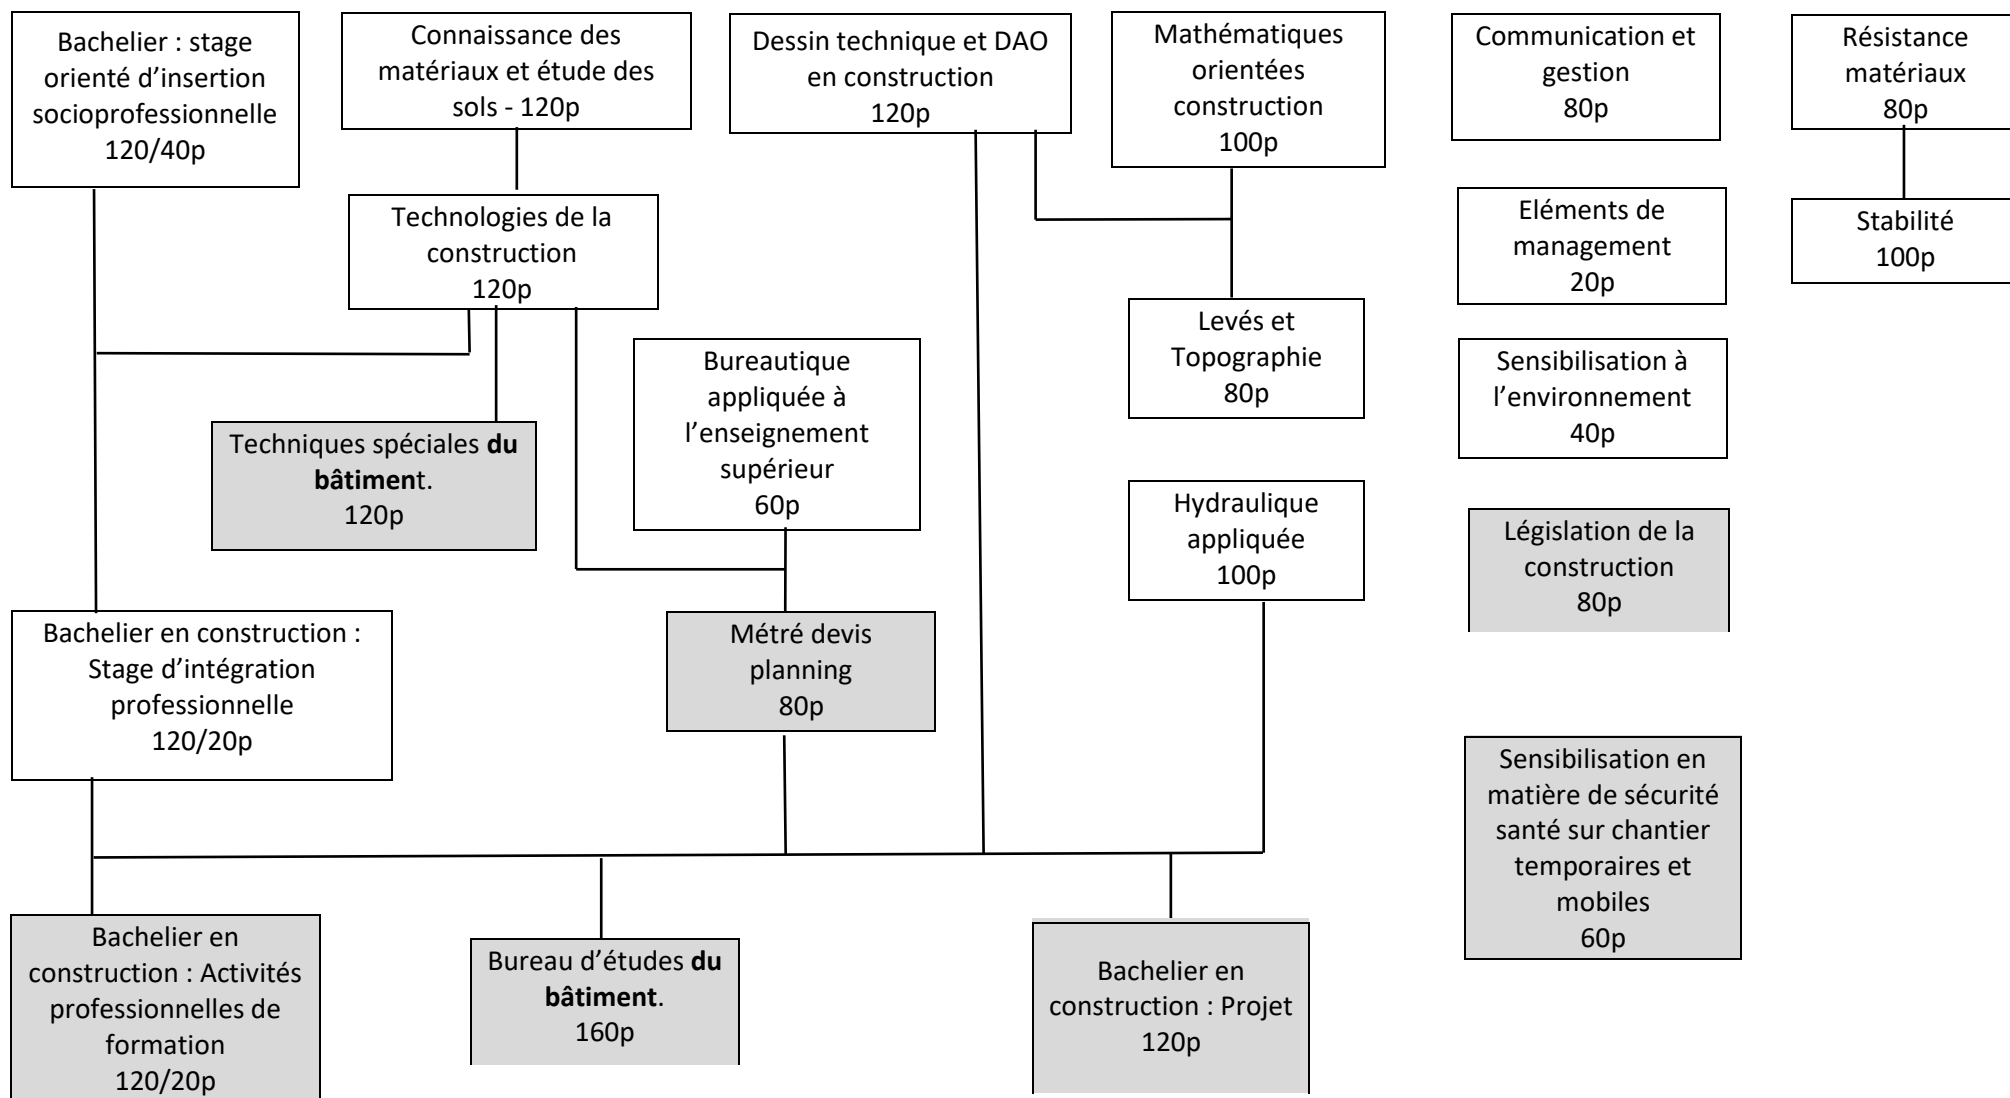 Bachelier : stage
orienté d’insertion
socioprofessionnelle
120/40p
Connaissance des
matériaux et étude des
sols - 120p
Dessin technique et DAO
en construction
120p
Mathématiques
orientées
construction
100p
Communication et
gestion
80p
Résistance
matériaux
80p
Technologies de la
construction
120p
Eléments de
management
20p
Stabilité
100p
Levés et
Topographie
80p
Bureautique
appliquée à
l’enseignement
supérieur
60p
Sensibilisation à
l’environnement
40p
Techniques spéciales du
bâtiment.
120p
Hydraulique
appliquée
100p
Législation de la
construction
80p
Bachelier en construction :
Stage d’intégration
professionnelle
120/20p
Métré devis
planning
80p
Sensibilisation en
matière de sécurité
santé sur chantier
temporaires et
mobiles
60p
Bachelier en
construction : Activités
professionnelles de
formation
120/20p
Bureau d’études du
bâtiment.
160p
Bachelier en
construction : Projet
120p